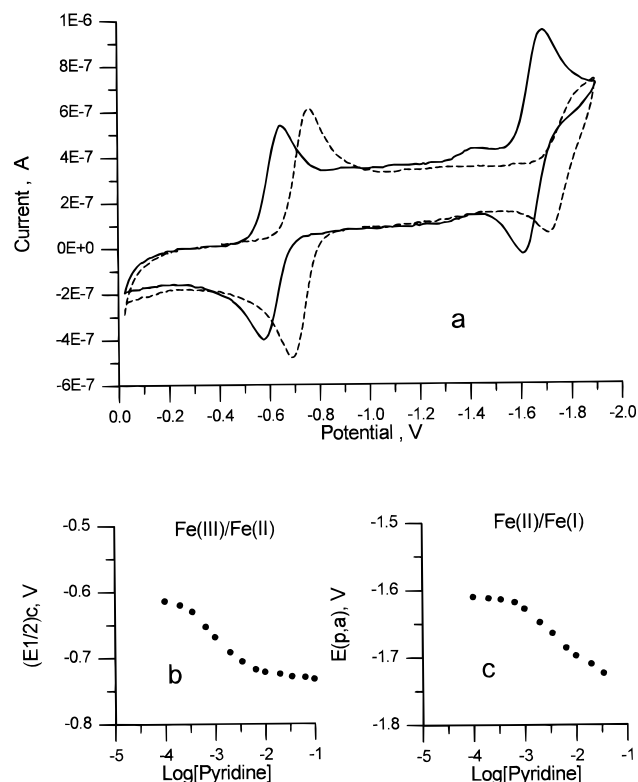 1E-6
8E-7
6E-7
4E-7
2E-7
0E+0
-2E-7
-4E-7
-6E-7
Current , A
a
0.0 -0.2 -0.4 -0.6 -0.8 -1.0 -1.2 -1.4 -1.6 -1.8 -2.0
Potential , V
Fe(III)/Fe(II)
-0.5
-0.6
-0.7
-0.8
(E1/2)c, V
b
-5 -4 -3 -2 -1
Log[Pyridine]
Fe(II)/Fe(I)
-1.5
-1.6
-1.7
-1.8
E(p,a), V
c
-5 -4 -3 -2 -1
Log[Pyridine]